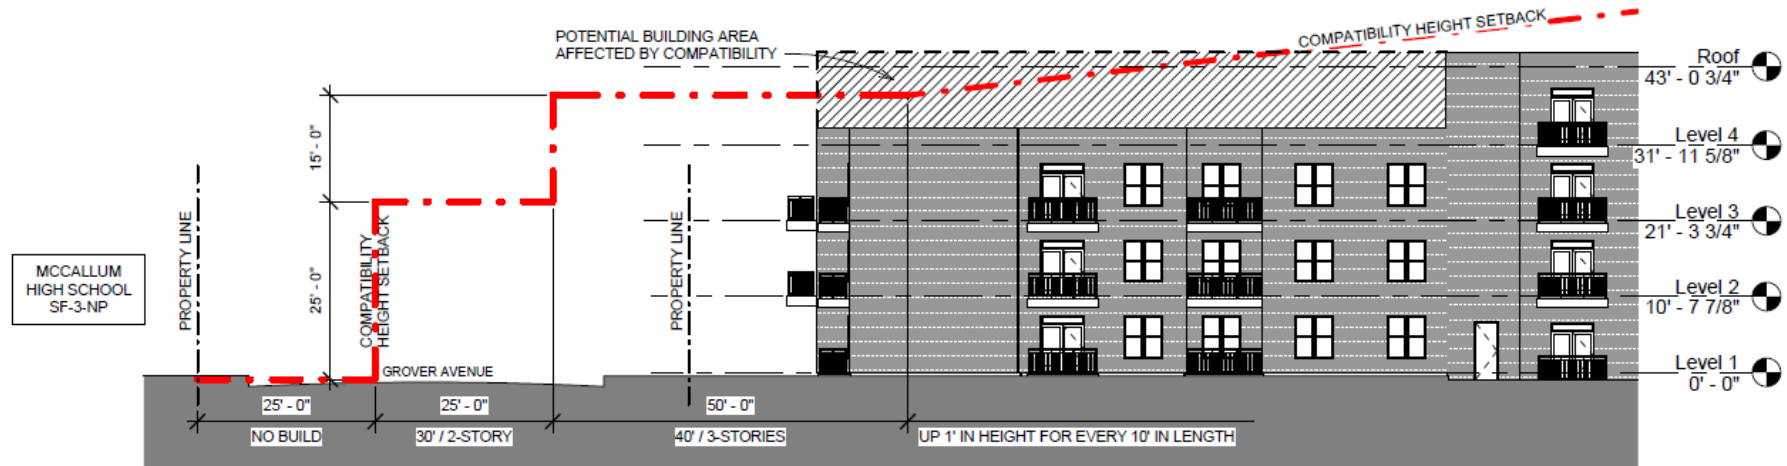 POTENTIAL BUILDING AREA
AFFECTED BY COMPATIBILITY
COMPATIBILITY HEIGHT SETBACK
Roof
43' - 0 3/4"
15' - 0"
Level 4
31' - 11 5/8"
Level 3
21' - 3 3/4"
MCCALLUM
HIGH SCHOOL
SF-3-NP
PROPERTY LINE
25' - 0"
COMPATIBILITY
HEIGHT SETBACK
PROPERTY LINE
Level 2
10' - 7 7/8"
GROVER AVENUE
Level 1
0' - 0"
25' - 0"
25' - 0"
50' - 0"
NO BUILD
30' / 2-STORY
40' / 3-STORIES
UP 1' IN HEIGHT FOR EVERY 10' IN LENGTH